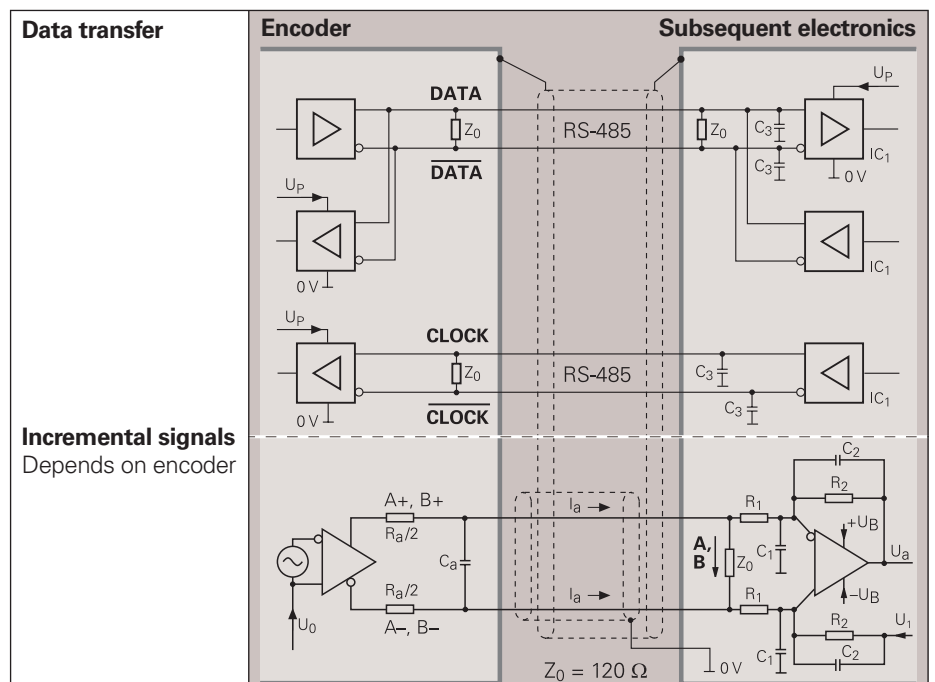 Data transfer
Encoder
Subsequent electronics
DATA
Z0
RS-485
Z0
C3
UP
IC1
DATA
C3
0 V
UP
0 V
IC1
UP
CLOCK
Z0
RS-485
C3
IC1
0 V
CLOCK
C3
Incremental signals
Depends on encoder
C2
R2
A+, B+
Ra/2
Ia
R1
+UB
Ca
A,
B
Z0
C1
Ua
Ra/2
A–, B–
Ia
R1
–UB
U0
R2
U1
C1
C2
Z0 = 120 Ω
0 V